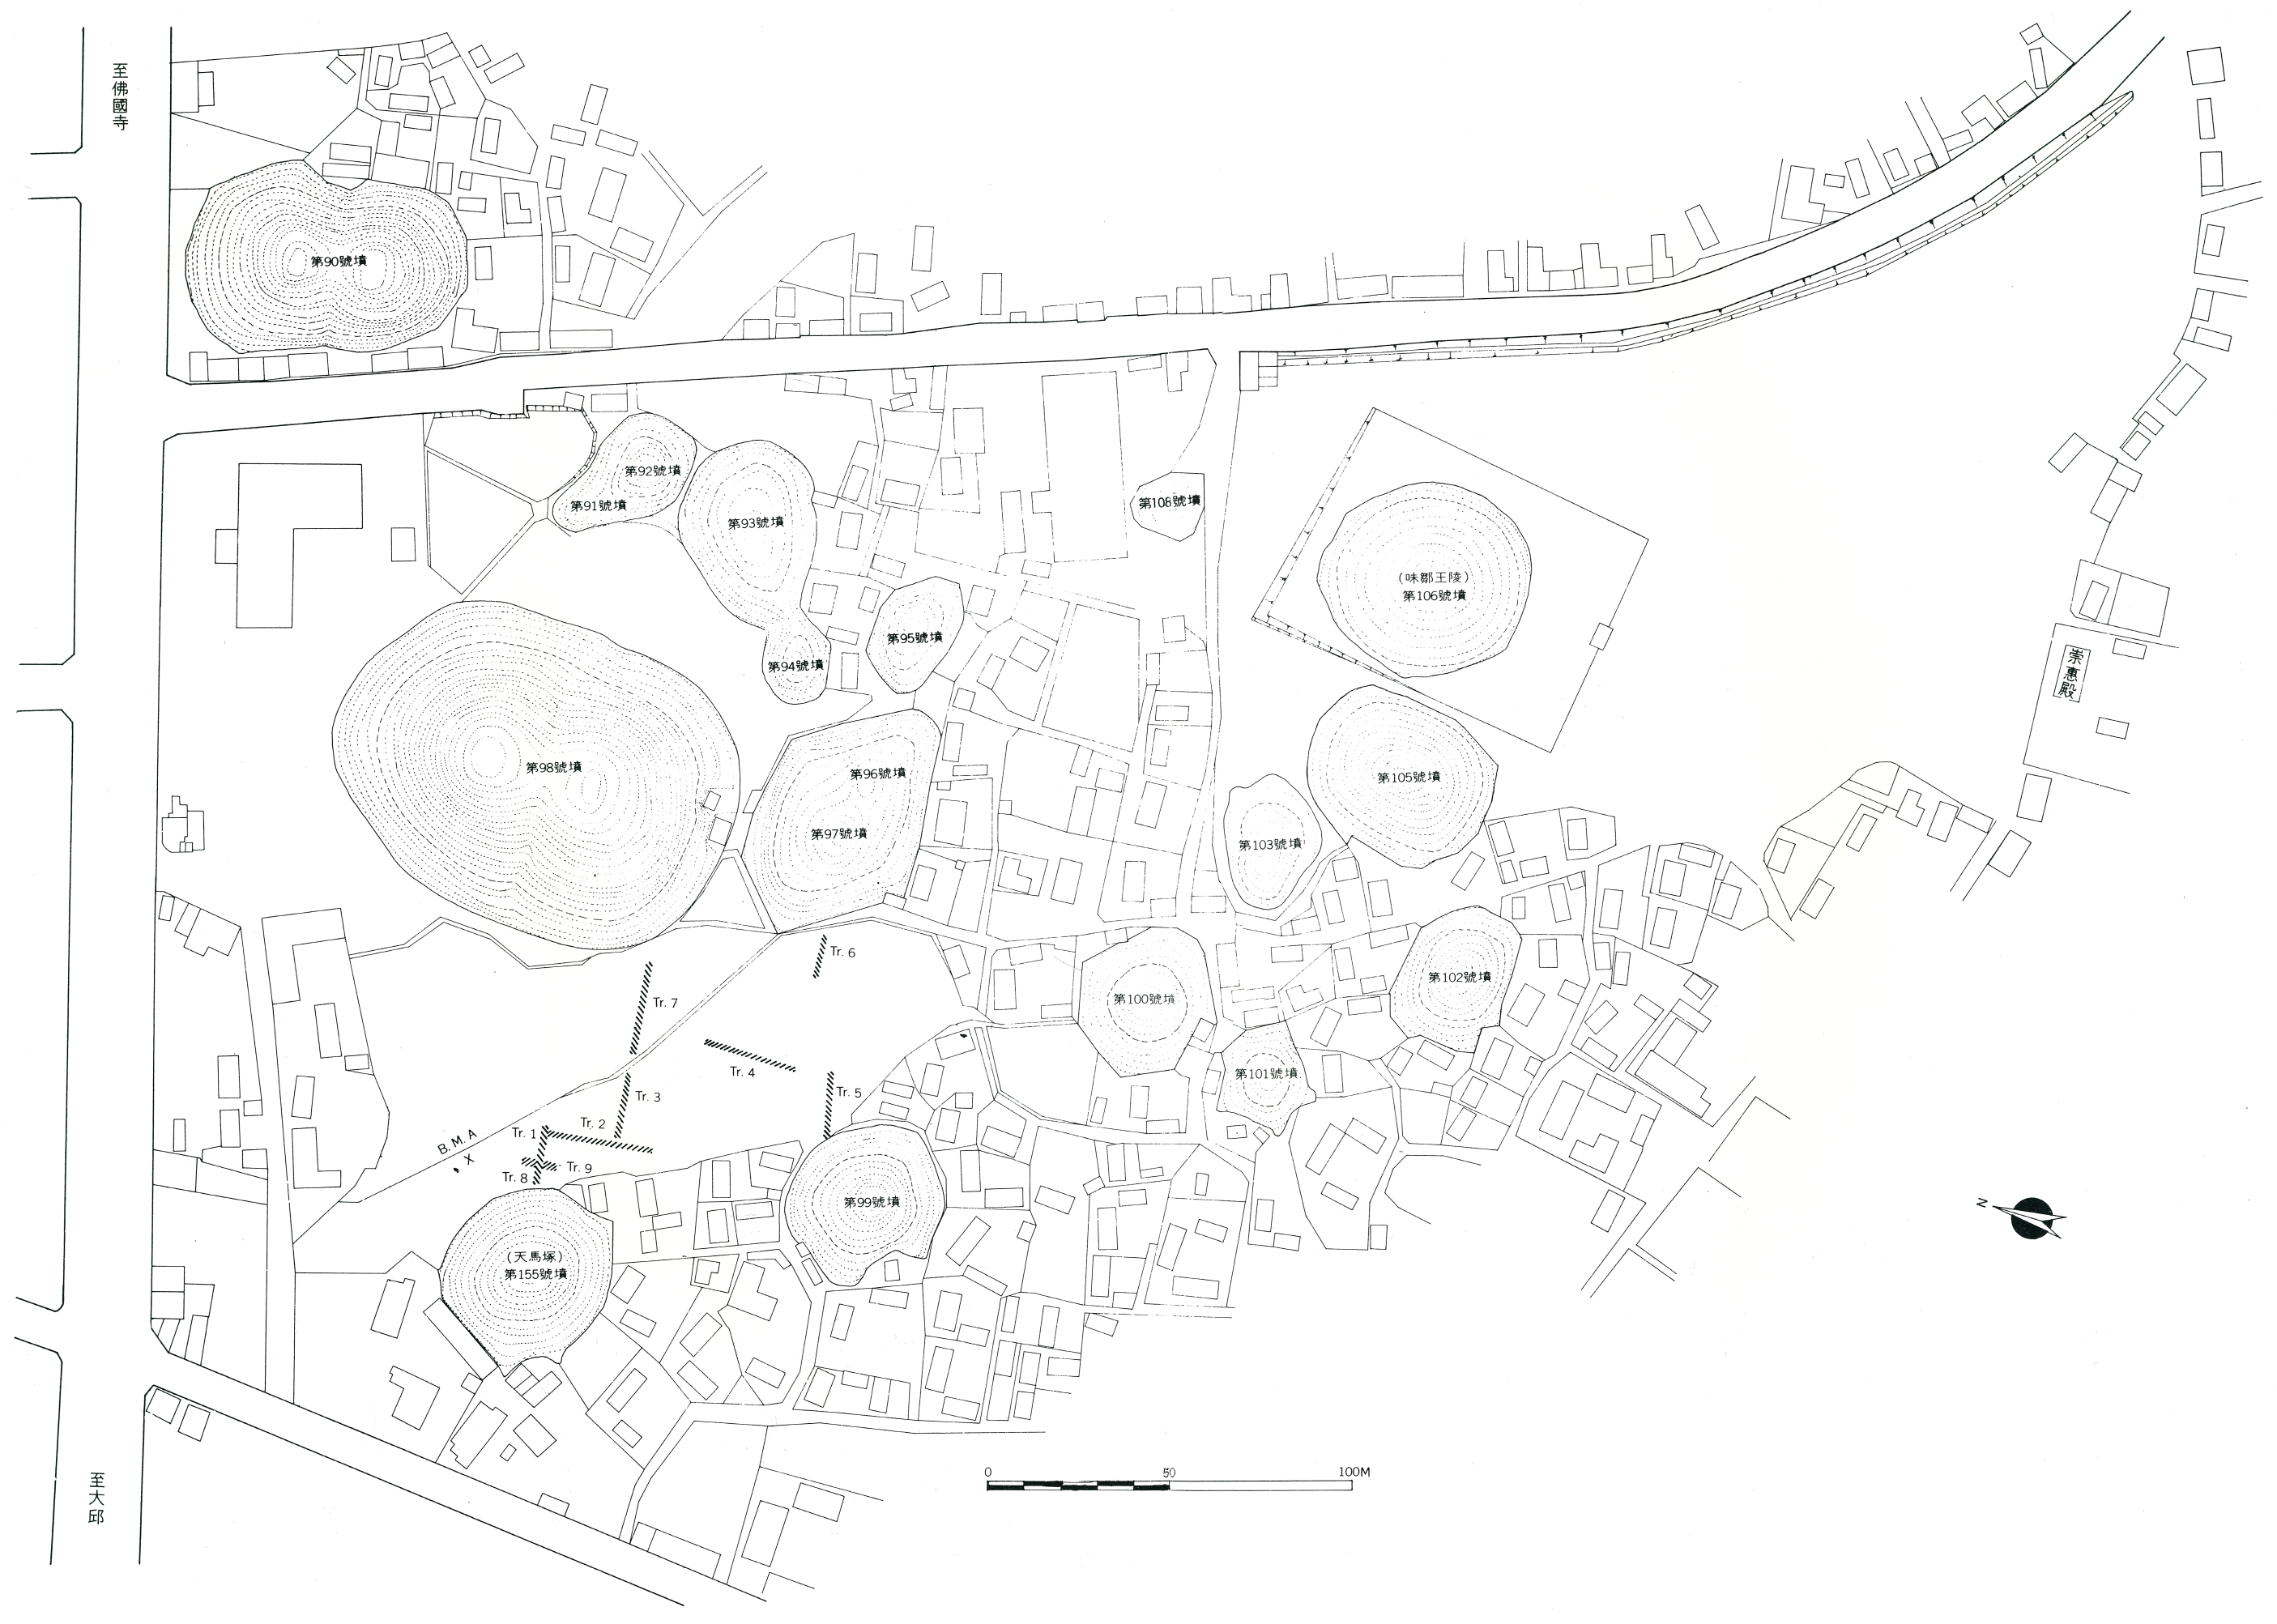 至佛國寺
第90號墳
第92號墳
第91號墳
第93號墳
第108號墳
(味鄒王陵)
第106號墳
第95號墳
第94號墳
崇惠殿
第98號墳
第96號墳
第97號墳
第105號墳
第103號墳
Tr. 6
Tr. 7
第100號墳
第102號墳
Tr. 4
Tr. 5
Tr. 3
第101號墳
Tr. 2
Tr. 1
B.M.A
X
Tr. 9
Tr. 8
第99號墳
N
(天馬塚)
第155號墳
0 50 100M
至大邱